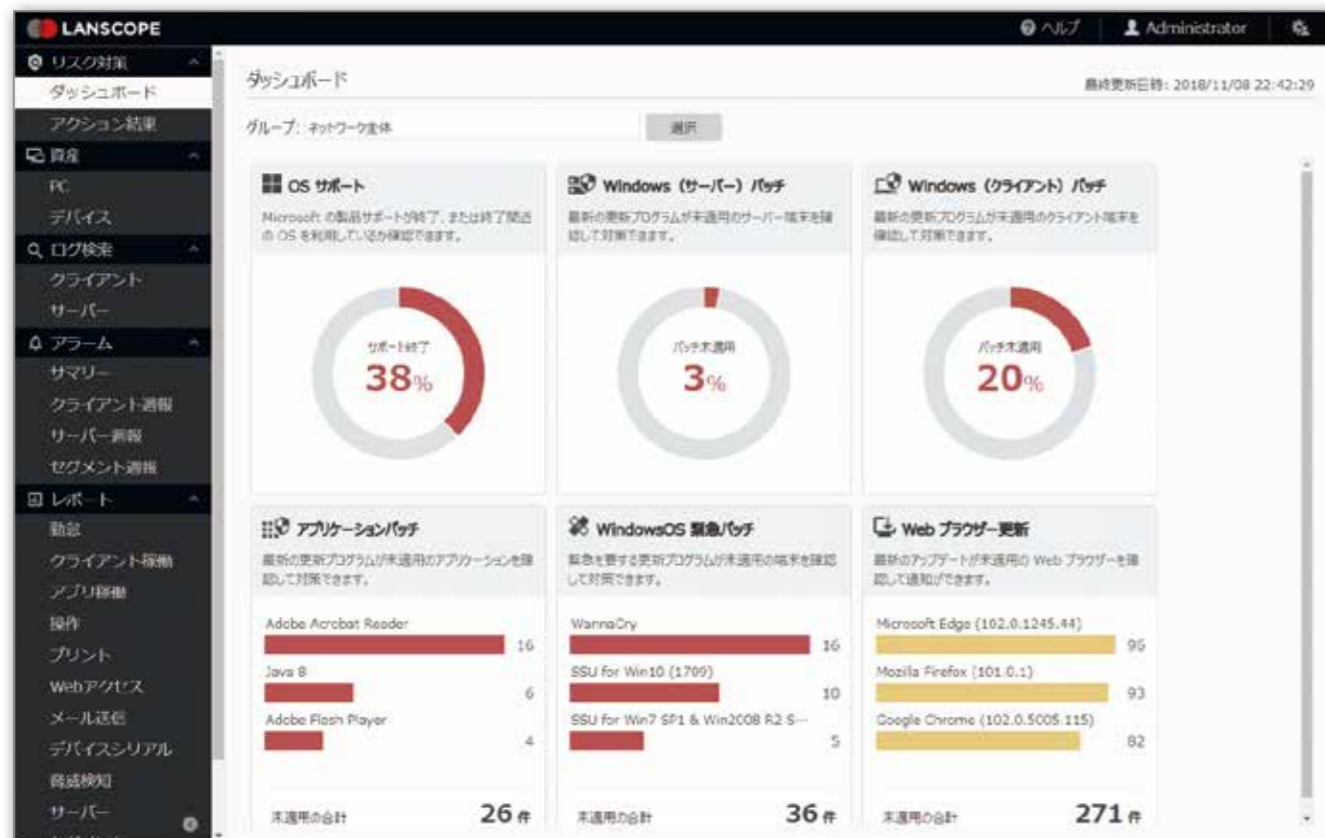 LANSCOPE
ヘルプ
Administrator
リスク対策
ダッシュボード
アクション結果
資産
PC
デバイス
ログ検索
クライアント
サーバー
アラーム
サマリー
クライアント週報
サーバー週報
セグメント週報
レポート
勤怠
クライアント稼働
アプリ稼働
操作
プリント
Webアクセス
メール送信
デバイスシリアル
脅威検知
サーバー
ダッシュボード
最終更新日時: 2018/11/08 22:42:29
グループ: ネットワーク全体
選択
OS サポート
Microsoft の製品サポートが終了、または終了間近
の OS を利用しているか確認できます。
サポート終了
38%
Windows（サーバー）パッチ
最新の更新プログラムが未適用のサーバー端末を確
認して対策できます。
パッチ未適用
3%
Windows（クライアント）パッチ
最新の更新プログラムが未適用のクライアント端末を
確認して対策できます。
パッチ未適用
20%
アプリケーションパッチ
最新の更新プログラムが未適用のアプリケーションを確
認して対策できます。
Adobe Acrobat Reader
16
Java 8
6
Adobe Flash Player
4
未適用の合計 26 件
WindowsOS 緊急パッチ
緊急を要する更新プログラムが未適用の端末を確認
して対策できます。
WannaCry
16
SSU for Win10 (1709)
10
SSU for Win7 SP1 & Win2008 R2 S…
5
未適用の合計 36 件
Web ブラウザー更新
最新のアップデートが未適用の Web ブラウザーを確
認して通知ができます。
Microsoft Edge (102.0.1245.44)
96
Mozilla Firefox (101.0.1)
93
Google Chrome (102.0.5005.115)
82
未適用の合計 271 件